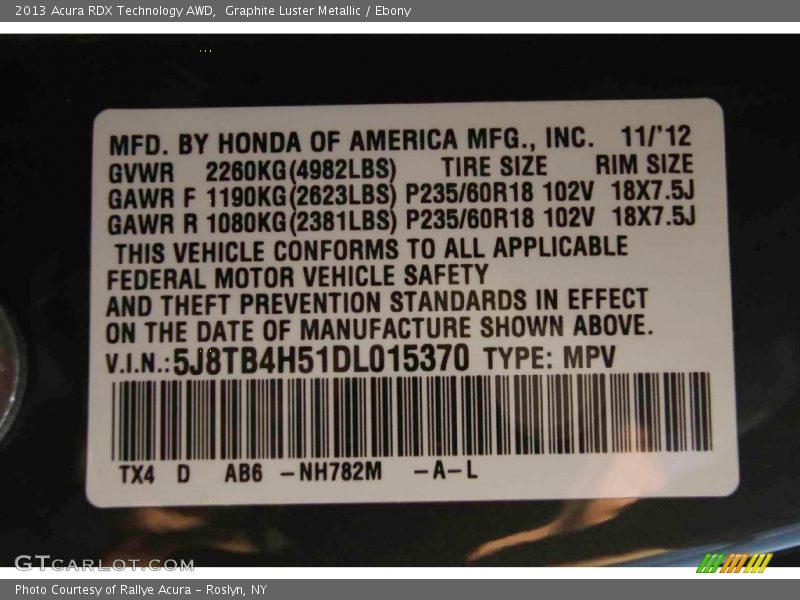 2013 Acura RDX Technology AWD,  Graphite Luster Metallic / Ebony
MFD. BY HONDA OF AMERICA MFG., INC.  11/'12
GVWR  2260KG(4982LBS)  TIRE SIZE  RIM SIZE
GAWR F 1190KG(2623LBS) P235/60R18 102V  18X7.5J
GAWR R 1080KG(2381LBS) P235/60R18 102V  18X7.5J
THIS VEHICLE CONFORMS TO ALL APPLICABLE
FEDERAL MOTOR VEHICLE SAFETY
AND THEFT PREVENTION STANDARDS IN EFFECT
ON THE DATE OF MANUFACTURE SHOWN ABOVE.
V.I.N.:5J8TB4H51DL015370 TYPE: MPV
TX4  D  AB6  -NH782M  -A-L
GTCARLOT.COM
Photo Courtesy of Rallye Acura - Roslyn, NY